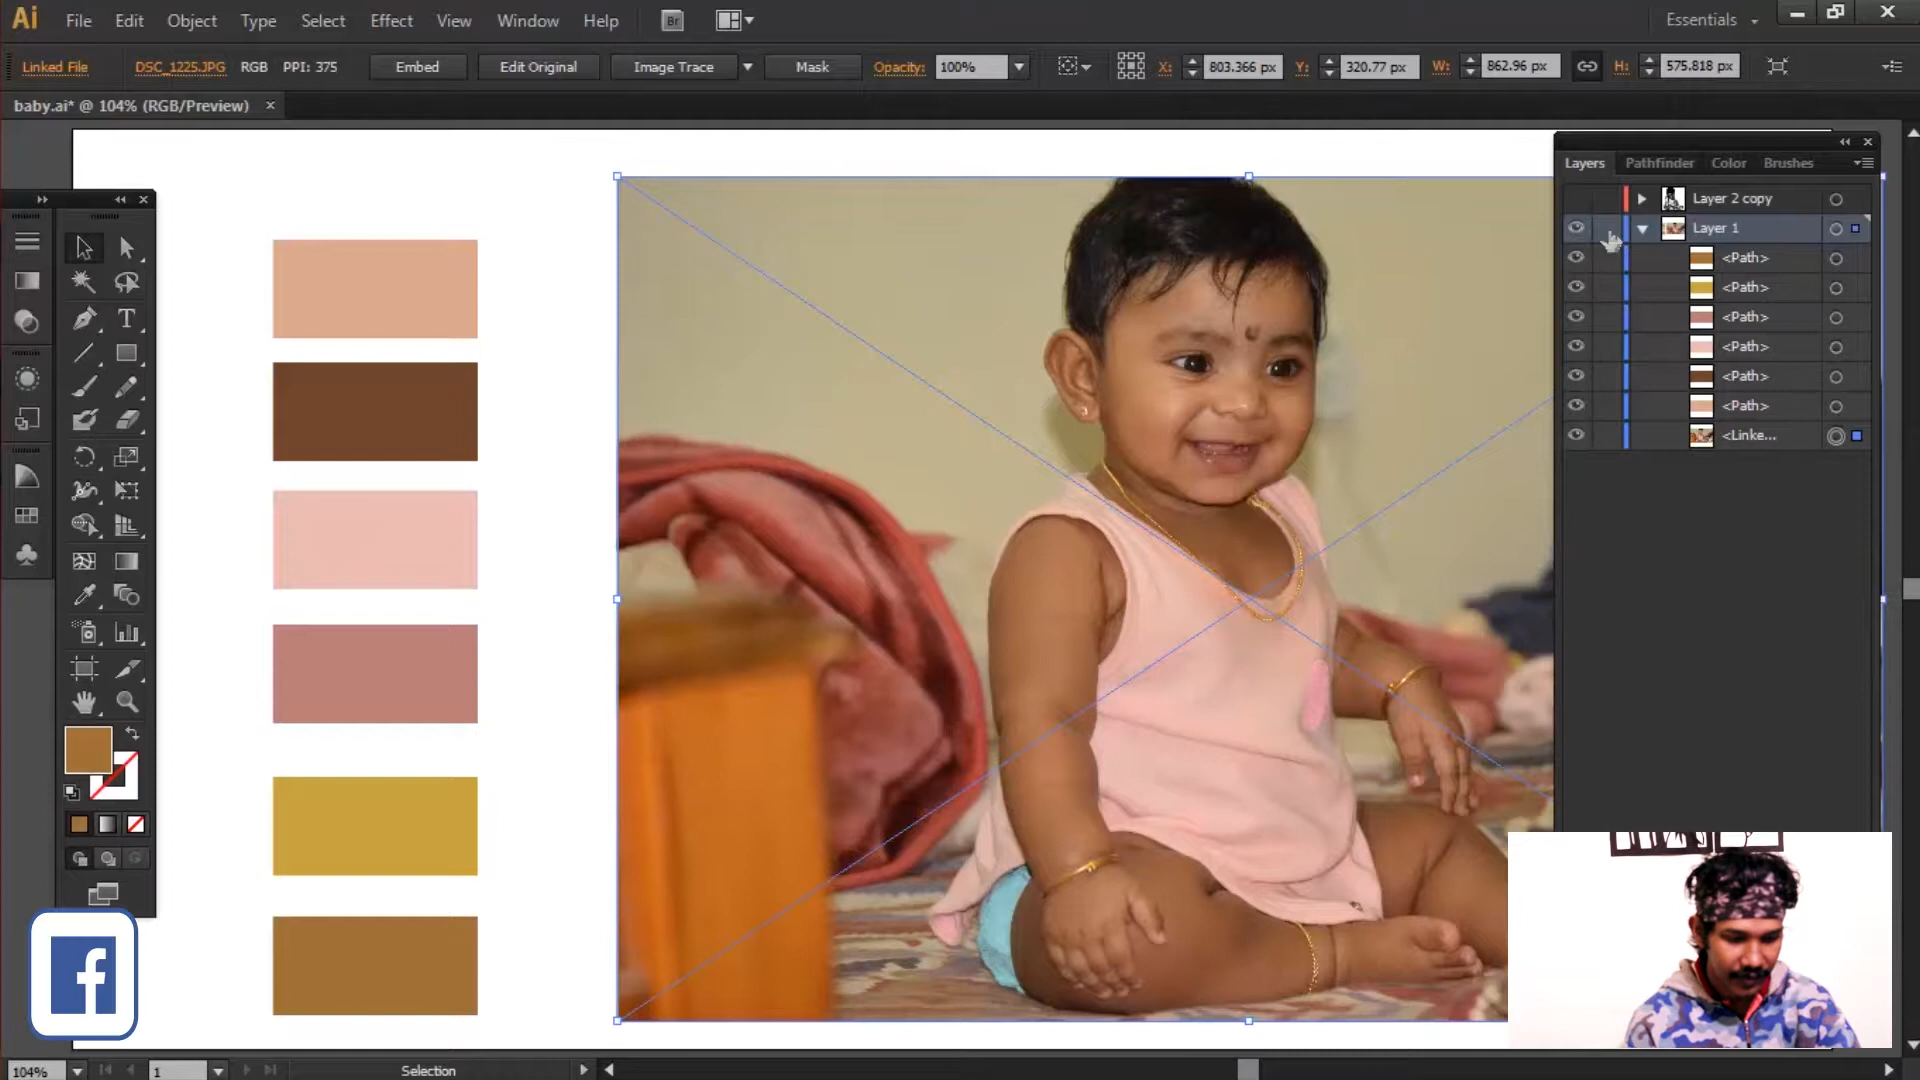 Ai File Edit Object Type Select Effect View Window Help Br Essentials
Linked File DSC_1225.JPG RGB PPI: 375 Embed Edit Original Image Trace Mask Opacity: 100% X: 803.366 px Y: 320.77 px W: 862.96 px H: 575.818 px
baby.ai* @ 104% (RGB/Preview)
Layers Pathfinder Color Brushes
Layer 2 copy
Layer 1
<Path>
<Path>
<Path>
<Path>
<Path>
<Path>
<Linke...
T
f
104% 1 Selection